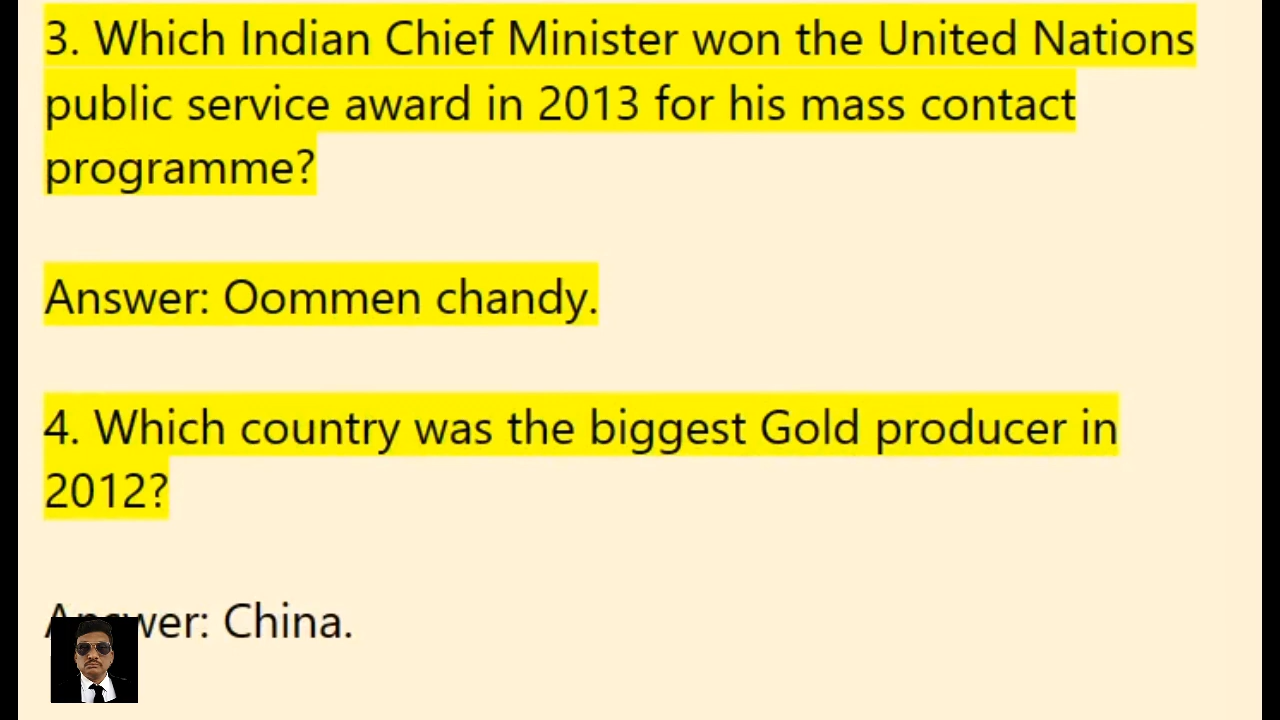 3. Which Indian Chief Minister won the United Nations
public service award in 2013 for his mass contact
programme?
Answer: Oommen chandy.
4. Which country was the biggest Gold producer in
2012?
Answer: China.